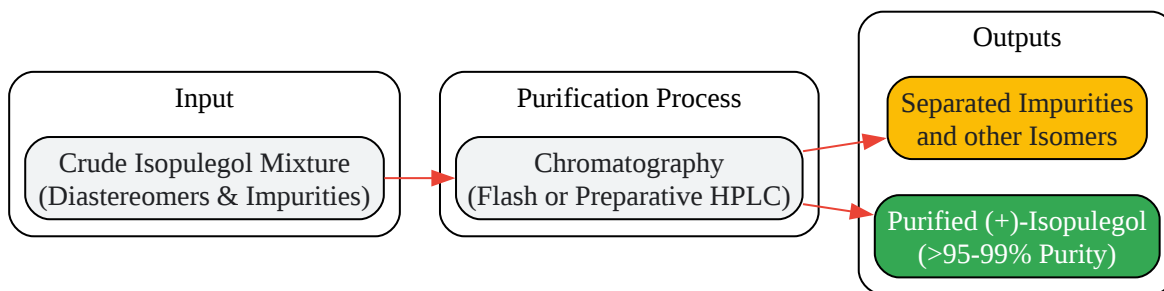 Input
Crude Isopulegol Mixture
(Diastereomers & Impurities)
Purification Process
Chromatography
(Flash or Preparative HPLC)
Outputs
Separated Impurities
and other Isomers
Purified (+)-Isopulegol
(>95-99% Purity)